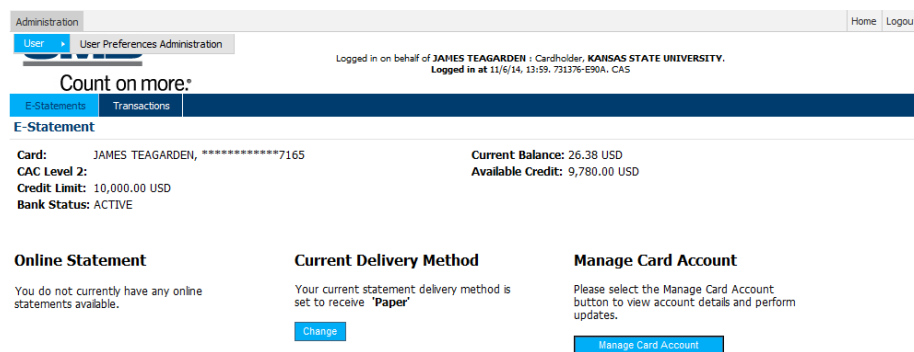 Administration
Home Logou
User User Preferences Administration
Logged in on behalf of JAMES TEAGARDEN : Cardholder, KANSAS STATE UNIVERSITY.
Logged in at 11/6/14, 13:59. 731376-E90A. CAS
Count on more.®
E-Statements Transactions
E-Statement
Card: JAMES TEAGARDEN, ************7165
CAC Level 2:
Credit Limit: 10,000.00 USD
Bank Status: ACTIVE
Current Balance: 26.38 USD
Available Credit: 9,780.00 USD
Online Statement
You do not currently have any online
statements available.
Current Delivery Method
Your current statement delivery method is
set to receive 'Paper'
Change
Manage Card Account
Please select the Manage Card Account
button to view account details and perform
updates.
Manage Card Account